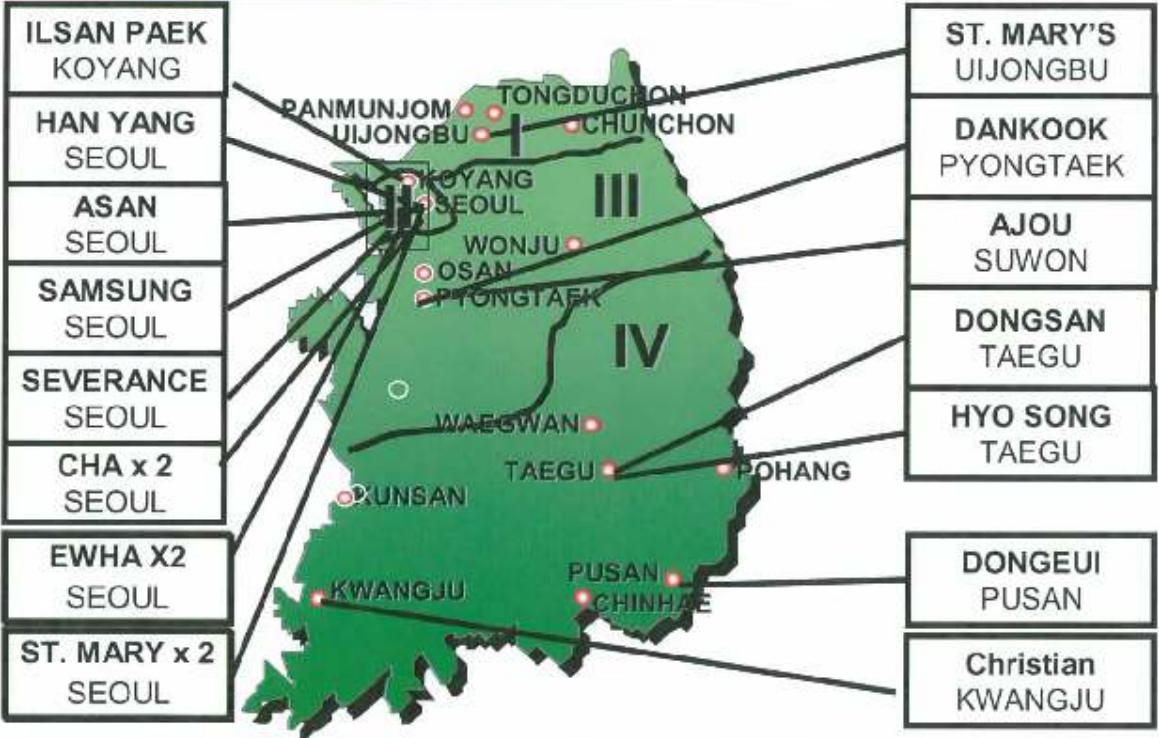 ILSAN PAEK
KOYANG
HAN YANG
SEOUL
ASAN
SEOUL
SAMSUNG
SEOUL
SEVERANCE
SEOUL
CHA x 2
SEOUL
EWHA X2
SEOUL
ST. MARY x 2
SEOUL
TONGDUCHON
PANMUNJOM
UIJONGBU
I
CHUNCHON
KOYANG
II
SEOUL
III
WONJU
OSAN
PYONGTAEK
IV
WAEGWAN
TAEGU
POHANG
KUNSAN
PUSAN
KWANGJU
CHINHAE
ST. MARY'S
UIJONGBU
DANKOOK
PYONGTAEK
AJOU
SUWON
DONGSAN
TAEGU
HYO SONG
TAEGU
DONGEUI
PUSAN
Christian
KWANGJU